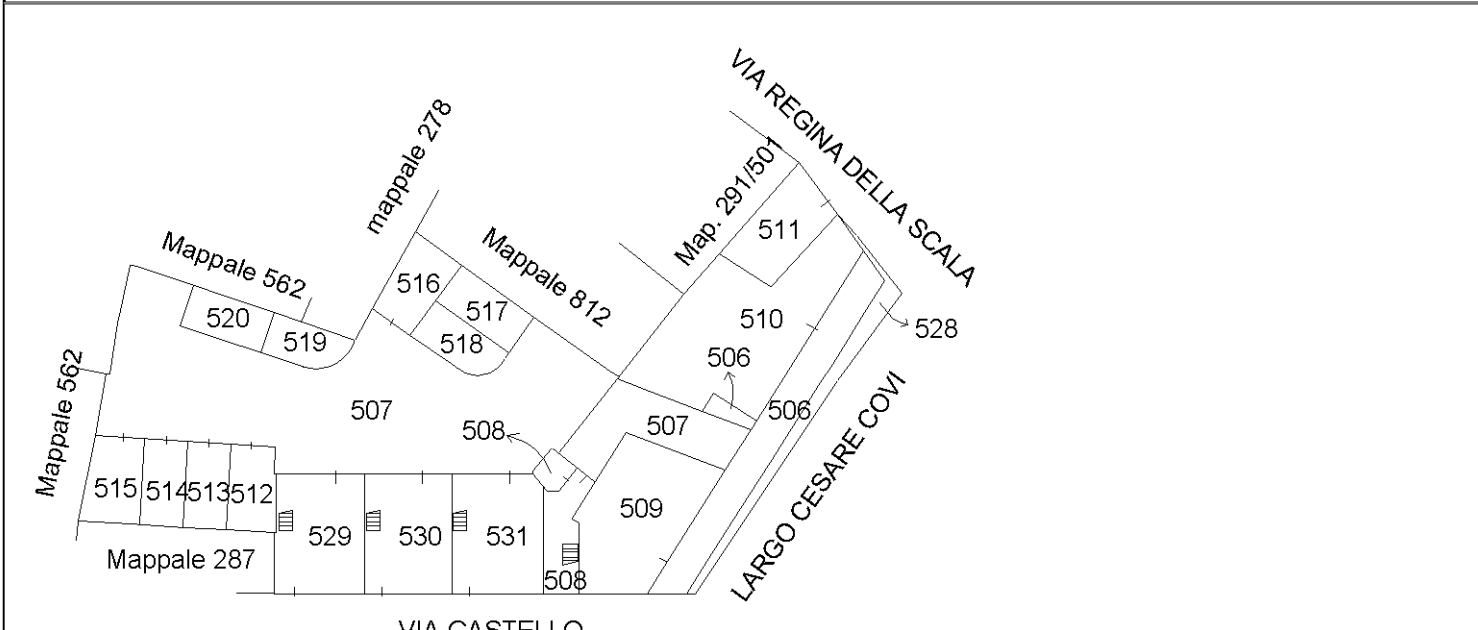 VIA REGINA DELLA SCALA
mappale 278
Map. 291/501
Mappale 562
Mappale 812
511
516
517
518
520
519
510
528
506
Mappale 562
507
506
507
508
LARGO CESARE COVI
515
514
513
512
509
529
530
531
Mappale 287
508
VIA CASTELLO